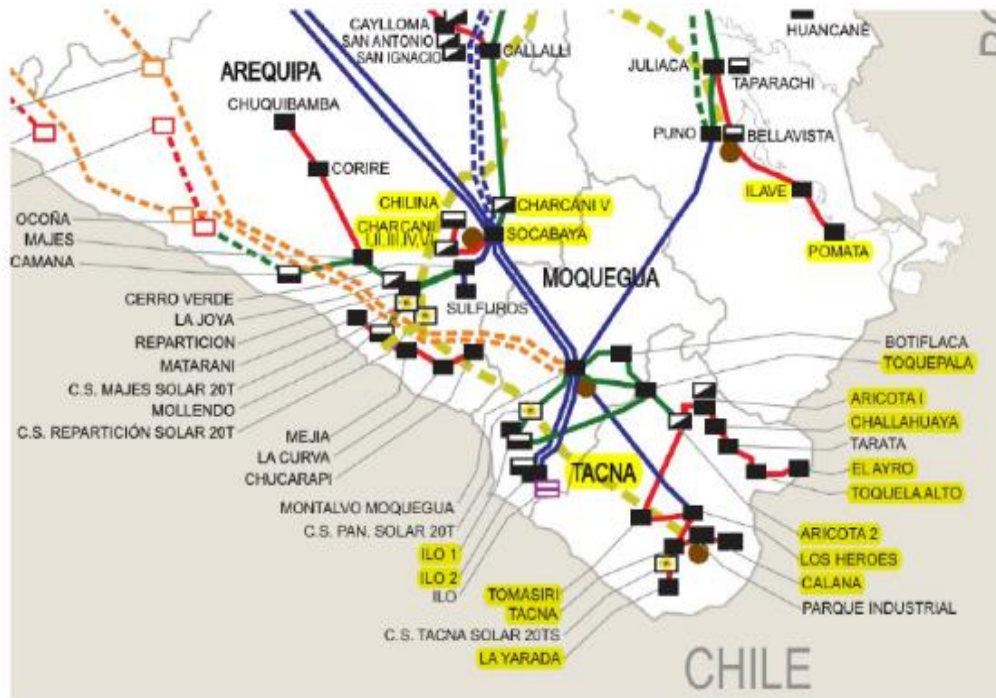 CAYLLOMA
SAN ANTONIO
SAN IGNACIO
CALLALLI
HUANCANE
AREQUIPA
JULIACA
TAPARACHI
CHUQUIBAMBA
PUNO
BELLAVISTA
CORIRE
ILAVE
CHILINA
CHARCANI V
CHARCANI
I,II,III,IV,VI
SOCABAYA
POMATA
OCOÑA
MAJES
CAMANA
MOQUEGUA
CERRO VERDE
SULFUROS
LA JOYA
REPARTICION
MATARANI
BOTIFLACA
TOQUEPALA
C.S. MAJES SOLAR 20T
MOLLENDO
C.S. REPARTICIÓN SOLAR 20T
ARICOTA I
CHALLAHUAYA
TARATA
MEJIA
LA CURVA
CHUCARAPI
TACNA
EL AYRO
TOQUELA ALTO
MONTALVO MOQUEGUA
C.S. PAN. SOLAR 20T
ILO 1
ILO 2
ILO
ARICOTA 2
LOS HEROES
CALANA
PARQUE INDUSTRIAL
TOMASIRI
TACNA
C.S. TACNA SOLAR 20TS
LA YARADA
CHILE